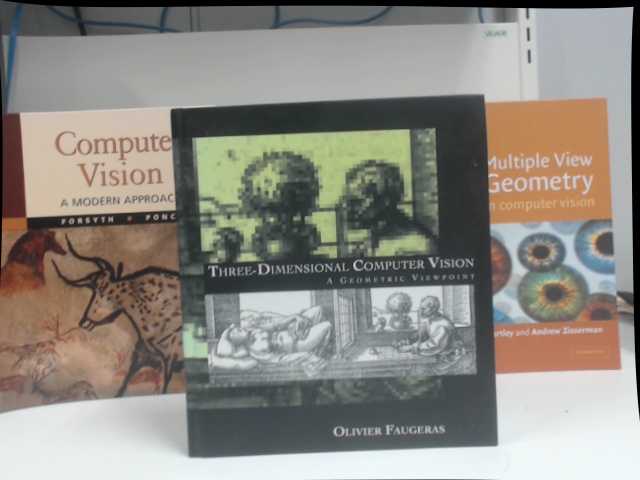 Compute
Vision
A MODERN APPROAC
FORSYTH • PONC
THREE-DIMENSIONAL COMPUTER VISION
A GEOMETRIC VIEWPOINT
OLIVIER FAUGERAS
Multiple View
Geometry
n computer vision
rtley and Andrew Zisserman